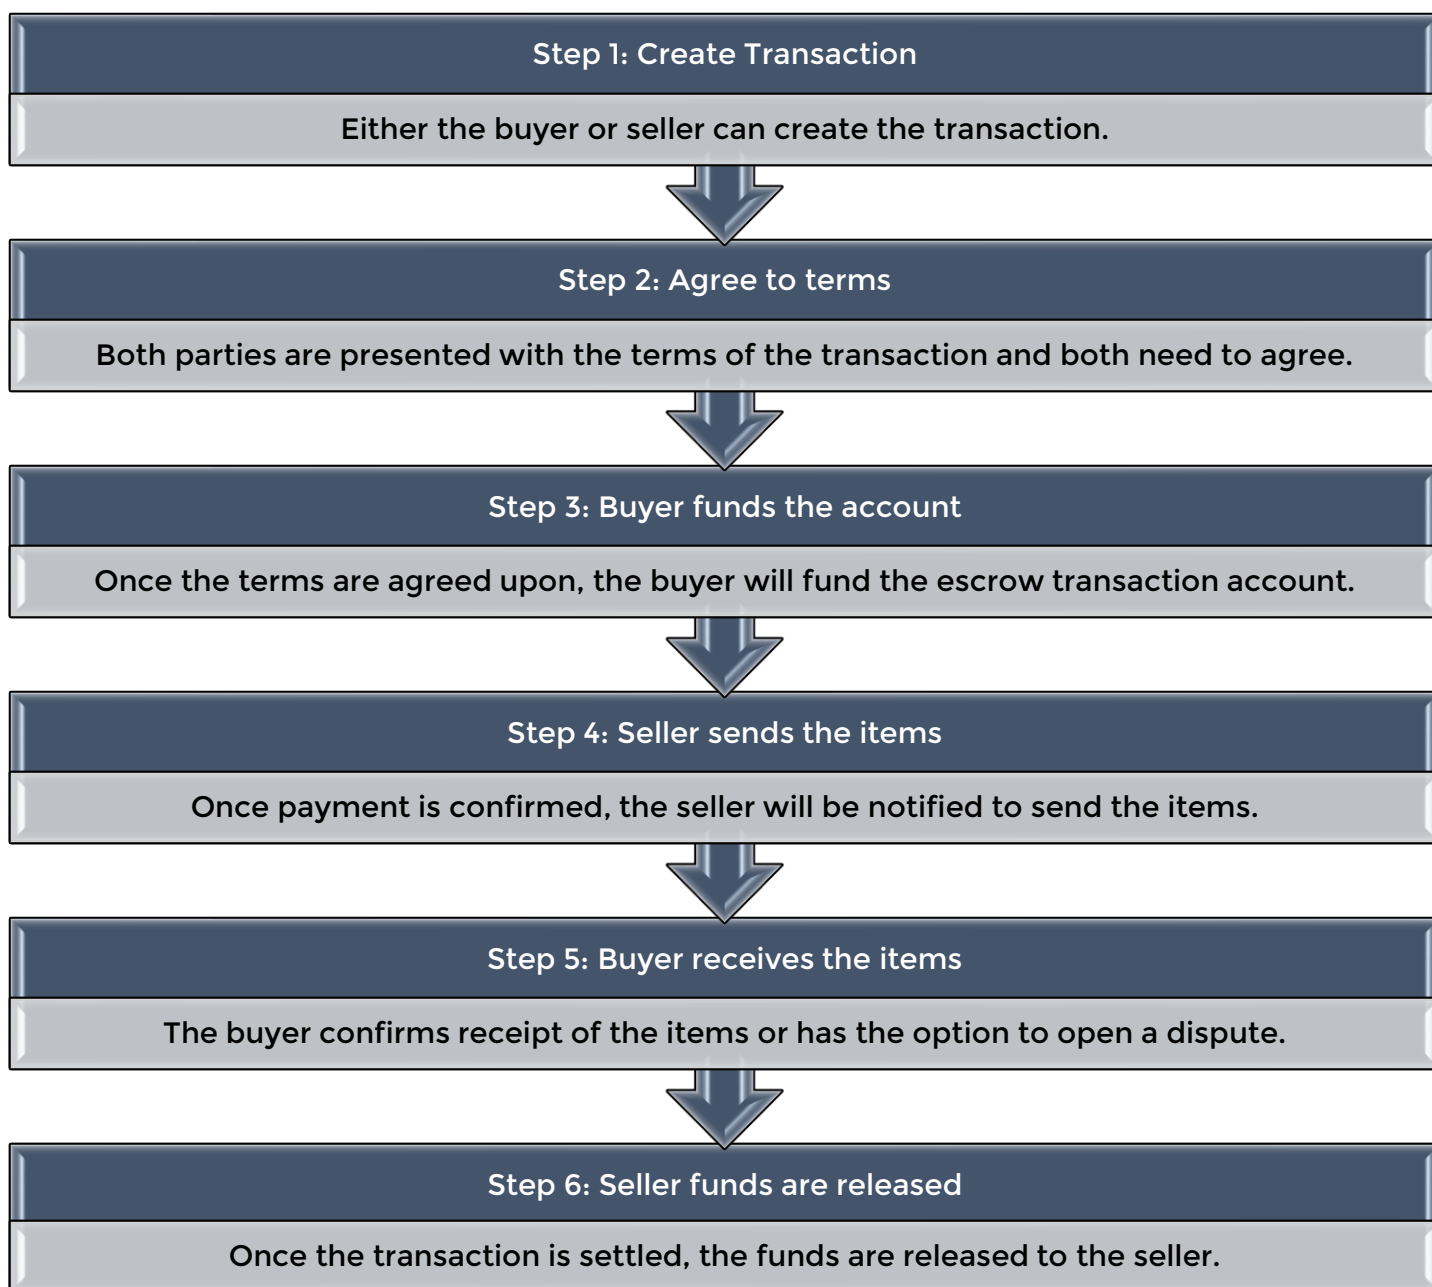 Step 1: Create Transaction
Either the buyer or seller can create the transaction.
Step 2: Agree to terms
Both parties are presented with the terms of the transaction and both need to agree.
Step 3: Buyer funds the account
Once the terms are agreed upon, the buyer will fund the escrow transaction account.
Step 4: Seller sends the items
Once payment is confirmed, the seller will be notified to send the items.
Step 5: Buyer receives the items
The buyer confirms receipt of the items or has the option to open a dispute.
Step 6: Seller funds are released
Once the transaction is settled, the funds are released to the seller.